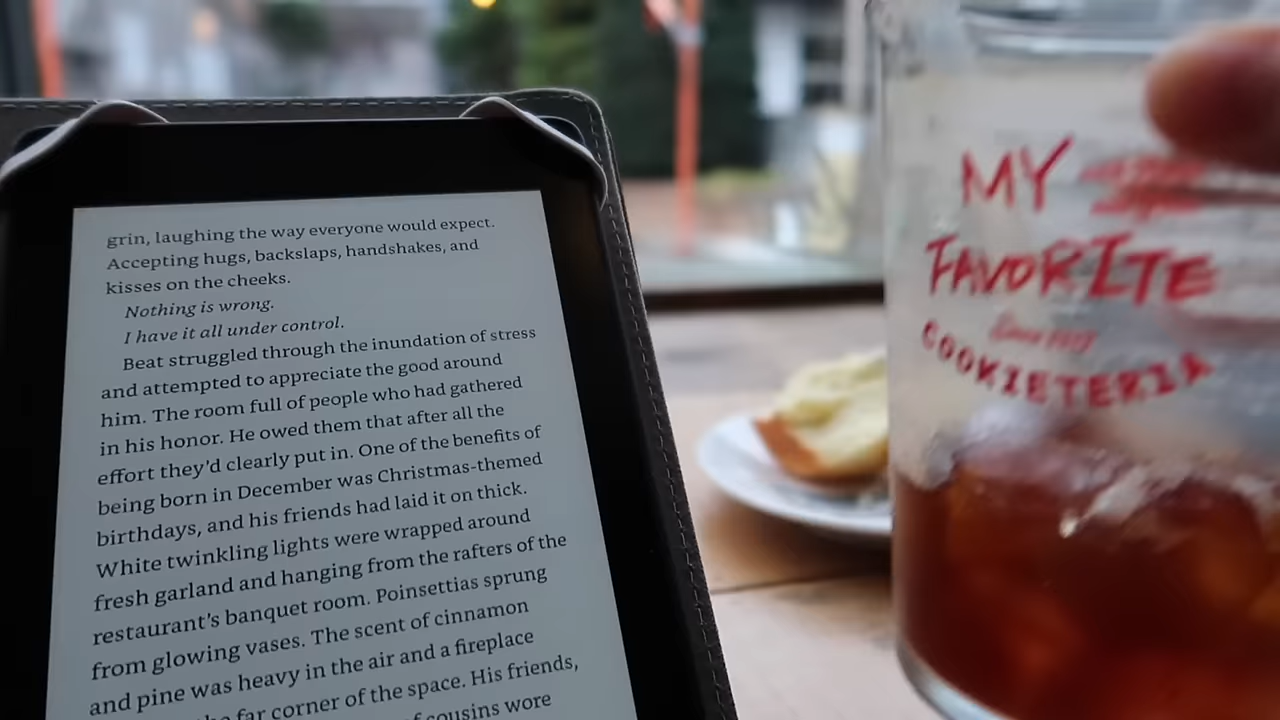 grin, laughing the way everyone would expect.
Accepting hugs, backslaps, handshakes, and
kisses on the cheeks.
Nothing is wrong.
I have it all under control.
Beat struggled through the inundation of stress
and attempted to appreciate the good around
him. The room full of people who had gathered
in his honor. He owed them that after all the
effort they'd clearly put in. One of the benefits of
being born in December was Christmas-themed
birthdays, and his friends had laid it on thick.
White twinkling lights were wrapped around
fresh garland and hanging from the rafters of the
restaurant's banquet room. Poinsettias sprung
from glowing vases. The scent of cinnamon
and pine was heavy in the air and a fireplace
the far corner of the space. His friends,
of cousins wore
MY
FAVORITE
COOKIETERIA